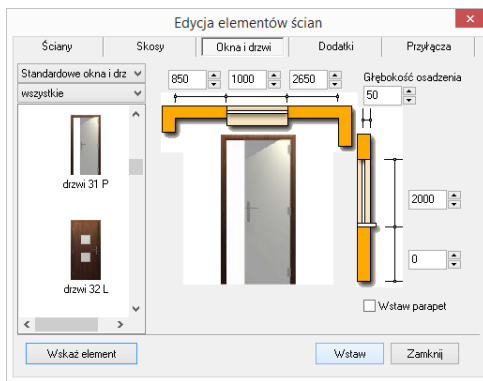 Edycja elementów ścian
Ściany
Skosy
Okna i drzwi
Dodatki
Przyłącza
Standardowe okna i drz
wszystkie
850
1000
2650
Głębokość osadzenia
50
drzwi 31 P
drzwi 32 L
2000
0
Wstaw parapet
Wskaż element
Wstaw
Zamknij